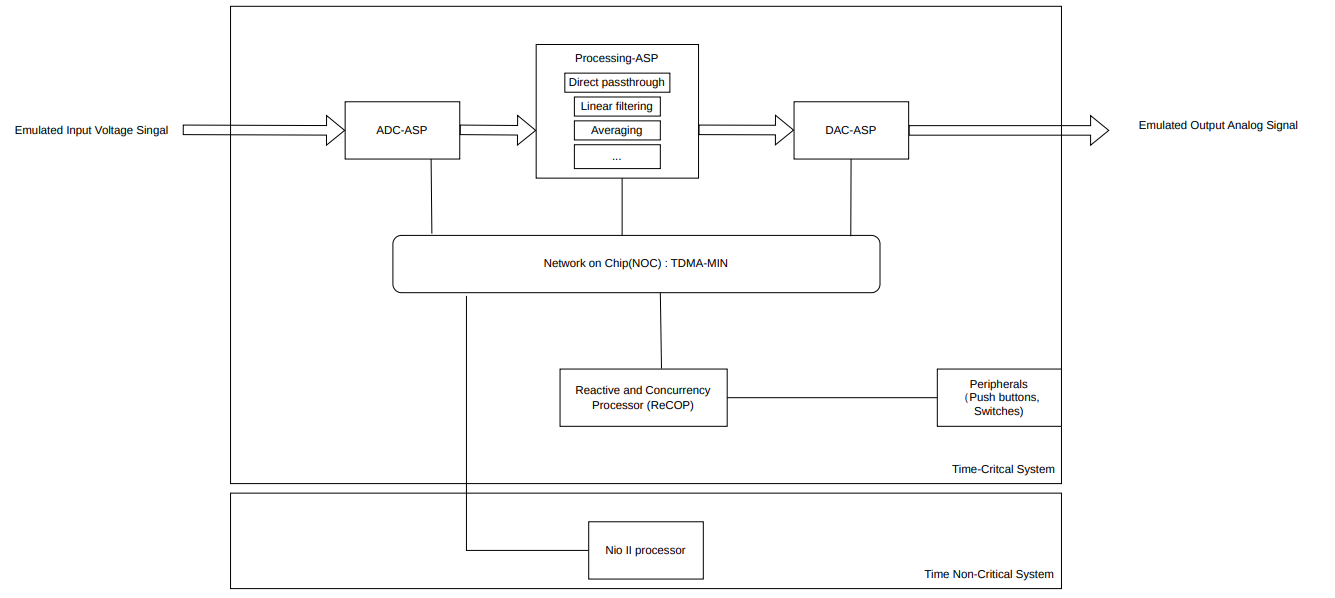 Processing-ASP
Direct passthrough
Linear filtering
Averaging
...
Emulated Input Voltage Singal
ADC-ASP
DAC-ASP
Emulated Output Analog Signal
Network on Chip(NOC) : TDMA-MIN
Reactive and Concurrency
Processor (ReCOP)
Peripherals
(Push buttons,
Switches)
Time-Critcal System
Nio II processor
Time Non-Critical System